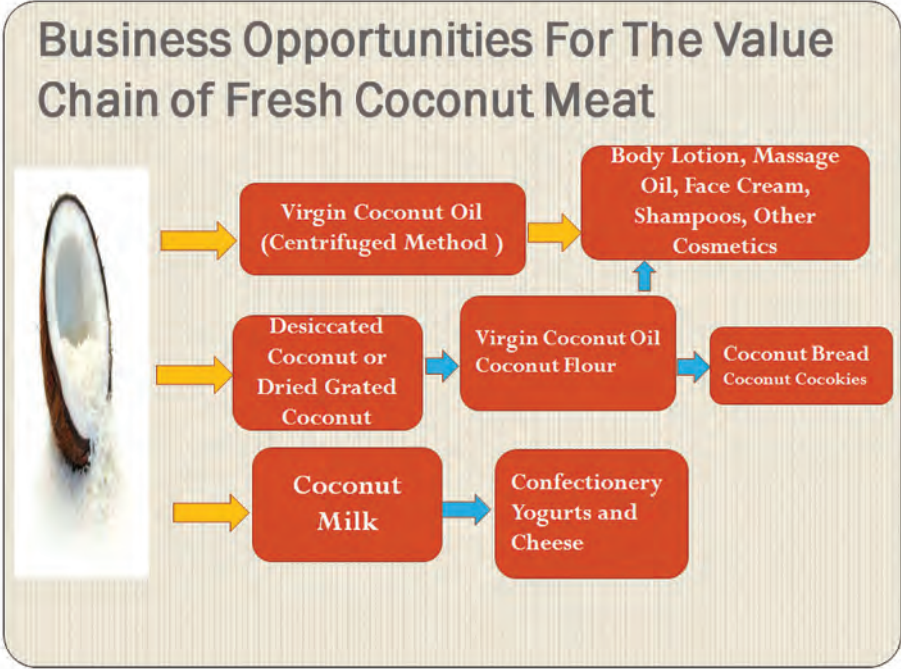 Business Opportunities For The Value
Chain of Fresh Coconut Meat
Virgin Coconut Oil
(Centrifuged Method )
Body Lotion, Massage
Oil, Face Cream,
Shampoos, Other
Cosmetics
Desiccated
Coconut or
Dried Grated
Coconut
Virgin Coconut Oil
Coconut Flour
Coconut Bread
Coconut Cocokies
Coconut
Milk
Confectionery
Yogurts and
Cheese